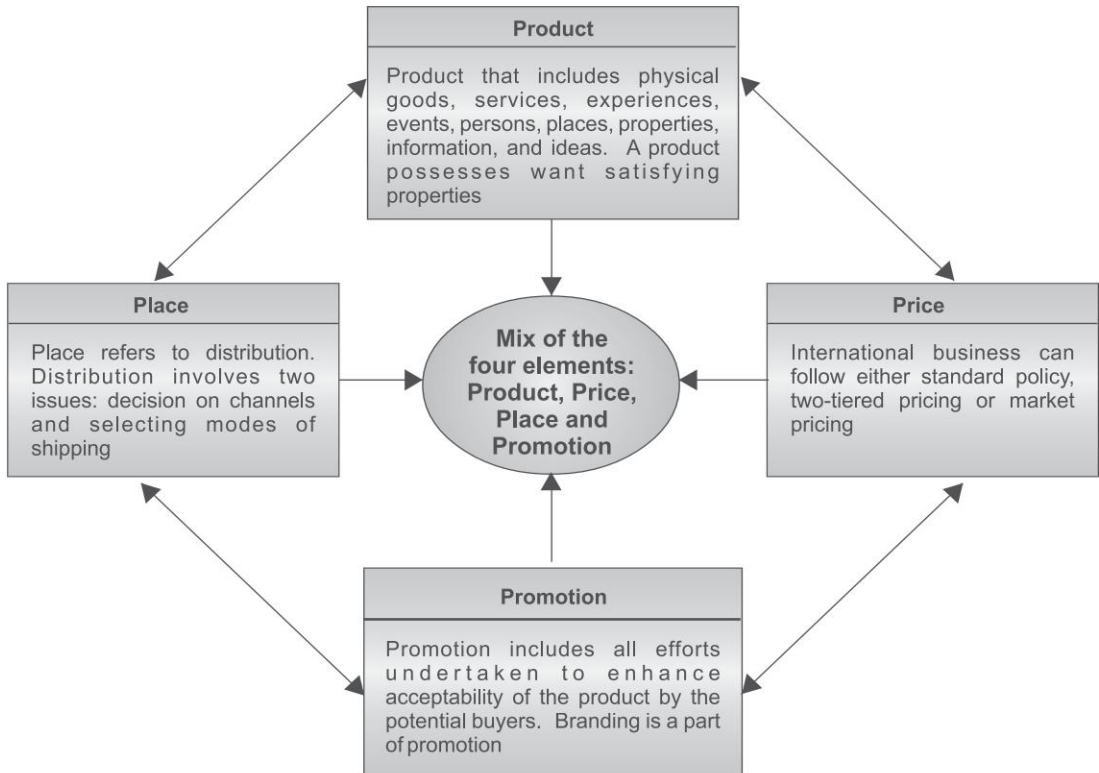 Product
Product that includes physical
goods, services, experiences,
events, persons, places, properties,
information, and ideas. A product
possesses want satisfying
properties
Place
Place refers to distribution.
Distribution involves two
issues: decision on channels
and selecting modes of
shipping
Mix of the
four elements:
Product, Price,
Place and
Promotion
Price
International business can
follow either standard policy,
two-tiered pricing or market
pricing
Promotion
Promotion includes all efforts
undertaken to enhance
acceptability of the product by the
potential buyers. Branding is a part
of promotion